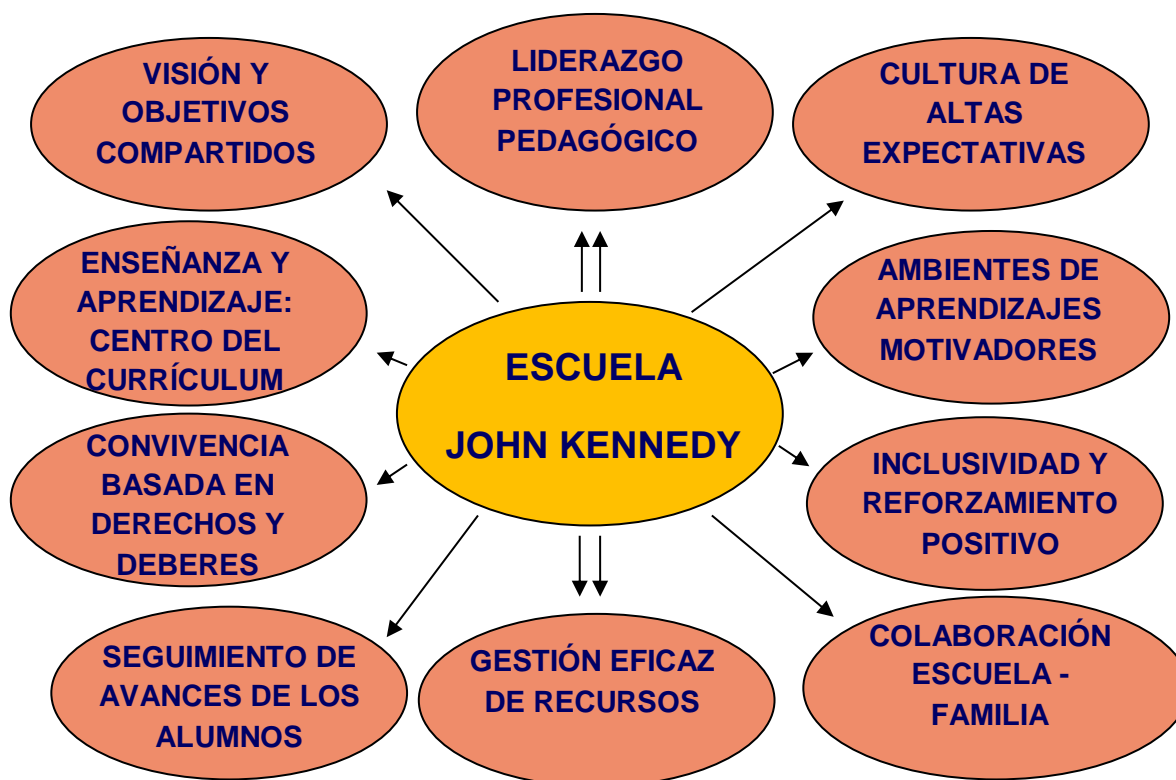 VISIÓN Y
OBJETIVOS
COMPARTIDOS
LIDERAZGO
PROFESIONAL
PEDAGÓGICO
CULTURA DE
ALTAS
EXPECTATIVAS
ENSEÑANZA Y
APRENDIZAJE:
CENTRO DEL
CURRÍCULUM
AMBIENTES DE
APRENDIZAJES
MOTIVADORES
ESCUELA
JOHN KENNEDY
CONVIVENCIA
BASADA EN
DERECHOS Y
DEBERES
INCLUSIVIDAD Y
REFORZAMIENTO
POSITIVO
SEGUIMIENTO DE
AVANCES DE LOS
ALUMNOS
GESTIÓN EFICAZ
DE RECURSOS
COLABORACIÓN
ESCUELA -
FAMILIA